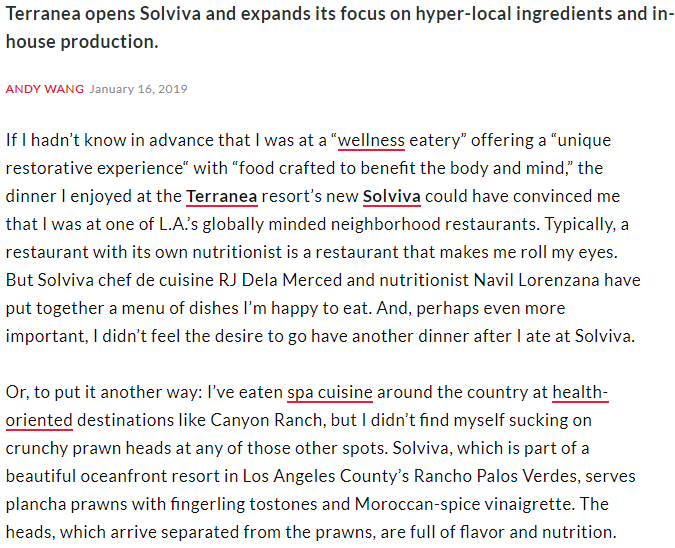 Terranea opens Solviva and expands its focus on hyper-local ingredients and in-
house production.
ANDY WANG January 16, 2019
If I hadn’t know in advance that I was at a “wellness eatery” offering a “unique
restorative experience“ with “food crafted to benefit the body and mind,” the
dinner I enjoyed at the Terranea resort’s new Solviva could have convinced me
that I was at one of L.A.’s globally minded neighborhood restaurants. Typically, a
restaurant with its own nutritionist is a restaurant that makes me roll my eyes.
But Solviva chef de cuisine RJ Dela Merced and nutritionist Navil Lorenzana have
put together a menu of dishes I’m happy to eat. And, perhaps even more
important, I didn’t feel the desire to go have another dinner after I ate at Solviva.
Or, to put it another way: I’ve eaten spa cuisine around the country at health-
oriented destinations like Canyon Ranch, but I didn’t find myself sucking on
crunchy prawn heads at any of those other spots. Solviva, which is part of a
beautiful oceanfront resort in Los Angeles County’s Rancho Palos Verdes, serves
plancha prawns with fingerling tostones and Moroccan-spice vinaigrette. The
heads, which arrive separated from the prawns, are full of flavor and nutrition.